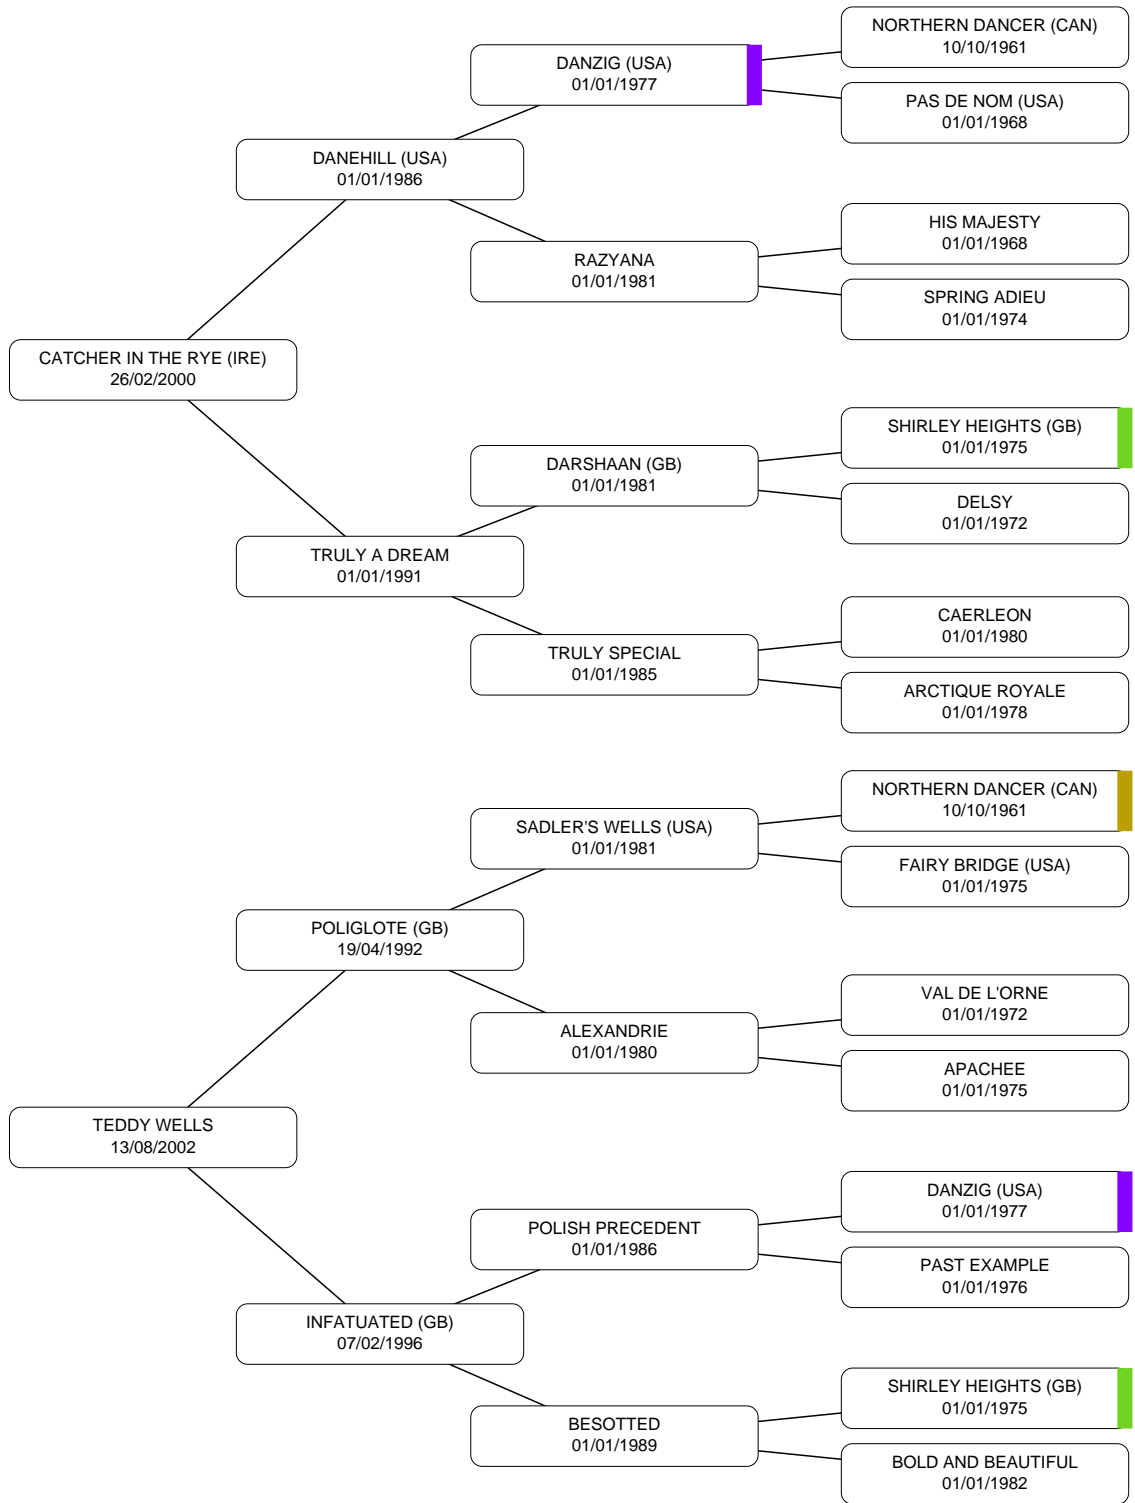 NORTHERN DANCER (CAN)
10/10/1961
DANZIG (USA)
01/01/1977
PAS DE NOM (USA)
01/01/1968
DANEHILL (USA)
01/01/1986
HIS MAJESTY
01/01/1968
RAZYANA
01/01/1981
SPRING ADIEU
01/01/1974
CATCHER IN THE RYE (IRE)
26/02/2000
SHIRLEY HEIGHTS (GB)
01/01/1975
DARSHAAN (GB)
01/01/1981
DELSY
01/01/1972
TRULY A DREAM
01/01/1991
CAERLEON
01/01/1980
TRULY SPECIAL
01/01/1985
ARCTIQUE ROYALE
01/01/1978
NORTHERN DANCER (CAN)
10/10/1961
SADLER'S WELLS (USA)
01/01/1981
FAIRY BRIDGE (USA)
01/01/1975
POLIGLOTE (GB)
19/04/1992
VAL DE L'ORNE
01/01/1972
ALEXANDRIE
01/01/1980
APACHEE
01/01/1975
TEDDY WELLS
13/08/2002
DANZIG (USA)
01/01/1977
POLISH PRECEDENT
01/01/1986
PAST EXAMPLE
01/01/1976
INFATUATED (GB)
07/02/1996
SHIRLEY HEIGHTS (GB)
01/01/1975
BESOTTED
01/01/1989
BOLD AND BEAUTIFUL
01/01/1982